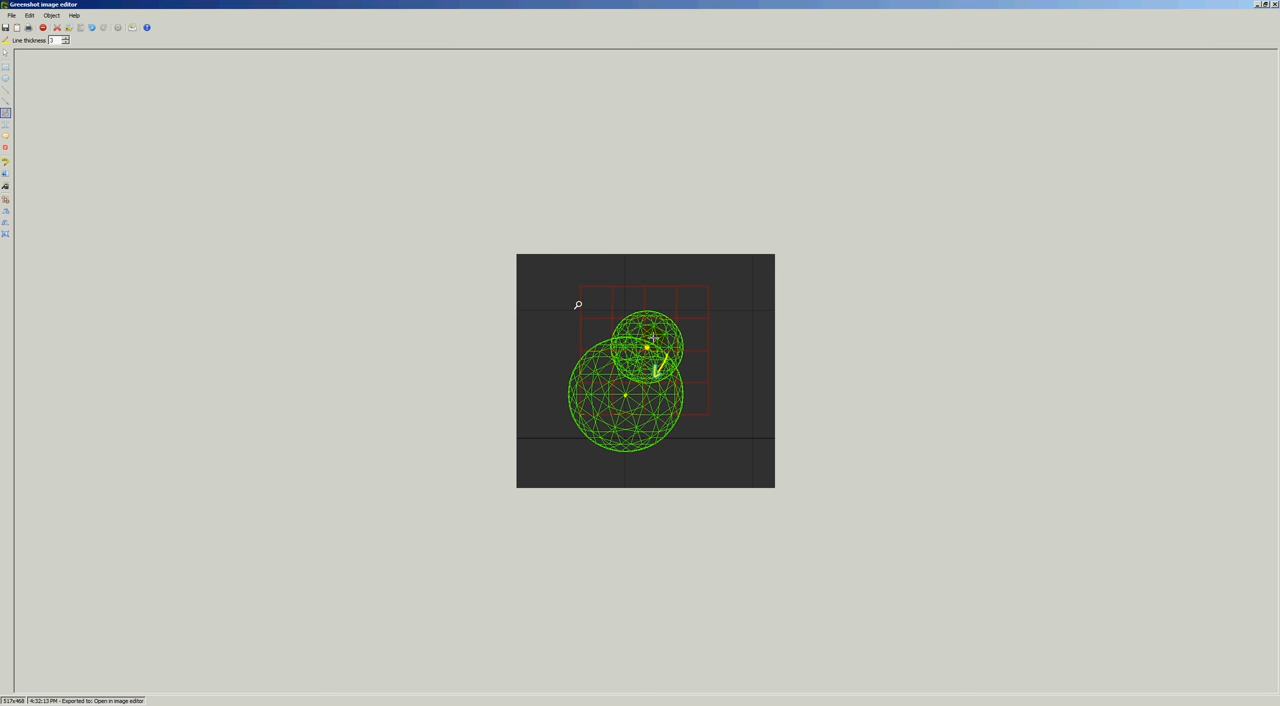 Greenshot image editor
File Edit Object Help
Line thickness 3
517x468 4:32:13 PM - Exported to: Open in image editor